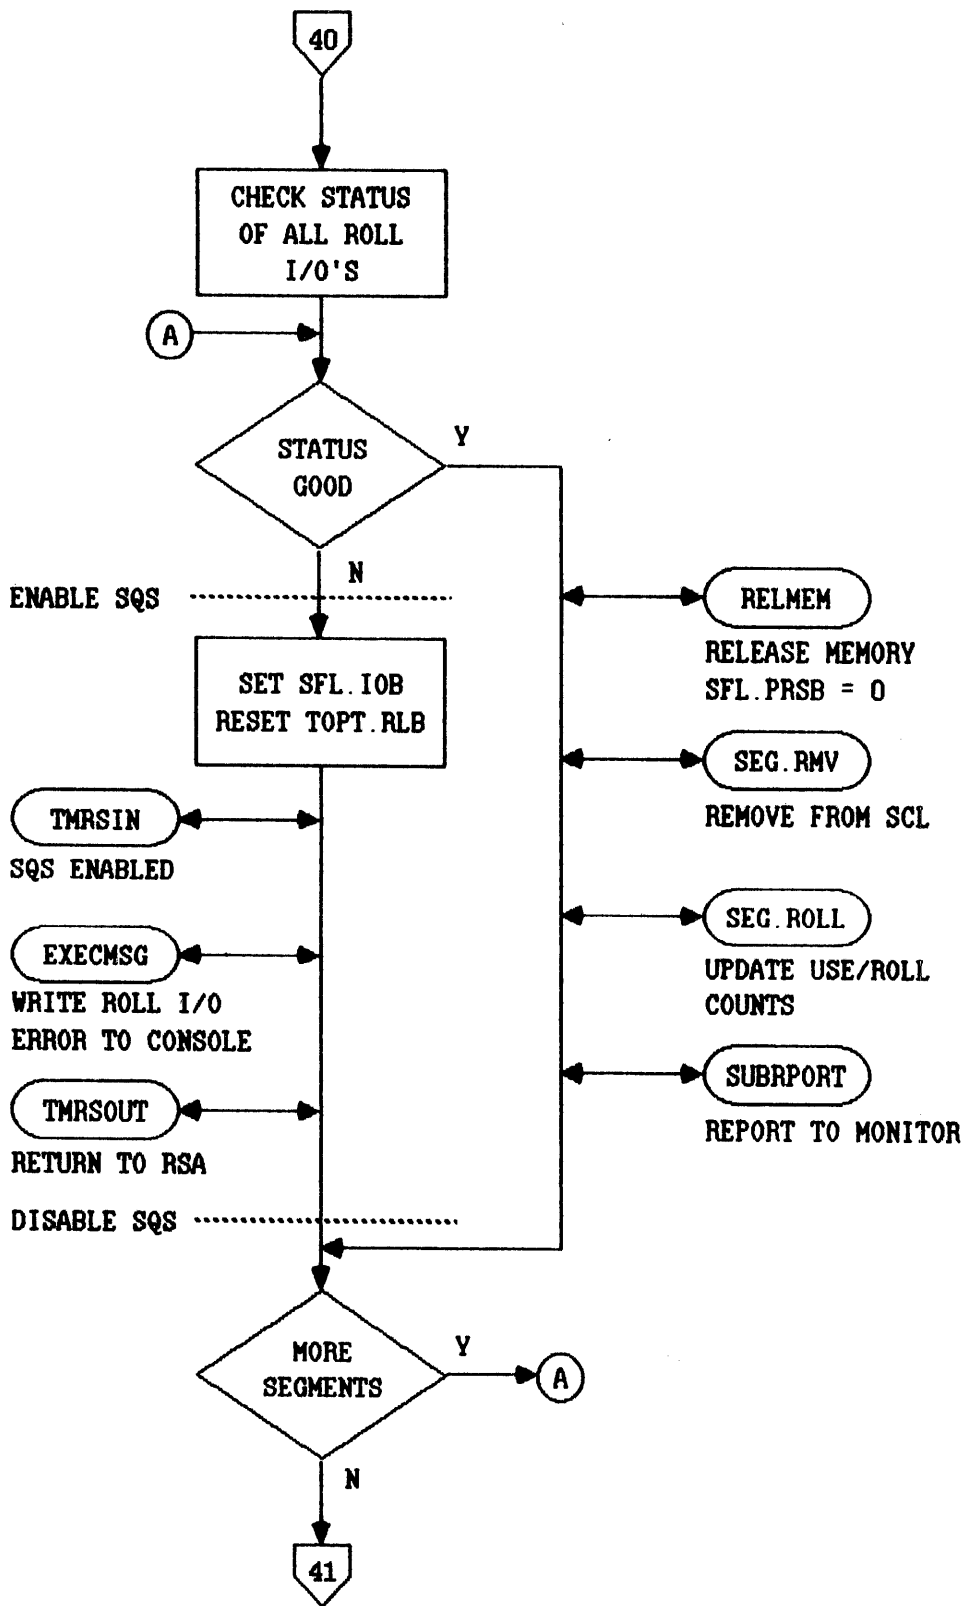 40
CHECK STATUS
OF ALL ROLL
I/O'S
A
STATUS
GOOD
Y
N
ENABLE SQS
SET SFL.IOB
RESET TOPT.RLB
RELMEM
RELEASE MEMORY
SFL.PRSB = 0
SEG.RMV
REMOVE FROM SCL
TMRSIN
SQS ENABLED
SEG.ROLL
UPDATE USE/ROLL
COUNTS
EXECMSG
WRITE ROLL I/O
ERROR TO CONSOLE
SUBRPORT
REPORT TO MONITOR
TMRSOUT
RETURN TO RSA
DISABLE SQS
MORE
SEGMENTS
Y
A
N
41